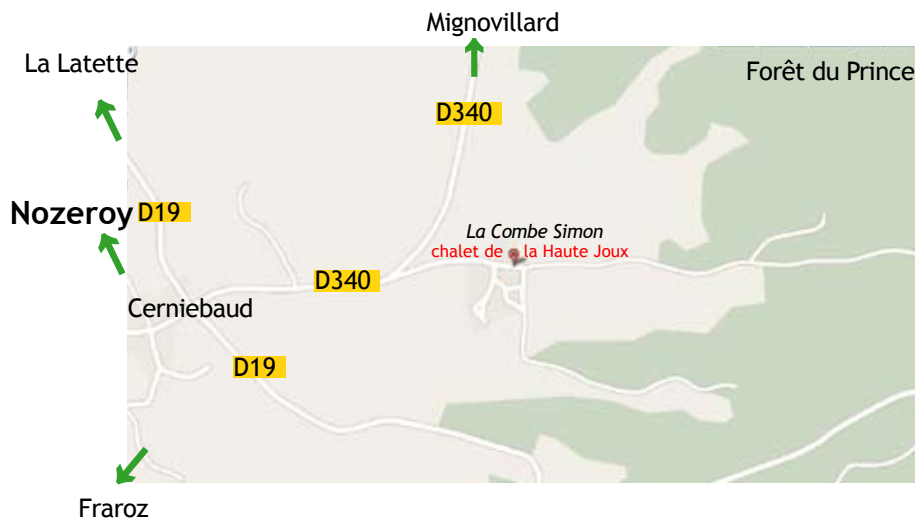 Mignovillard
La Latette
Forêt du Prince
D340
Nozeroy
D19
La Combe Simon
chalet de la Haute Joux
D340
Cerniebaud
D19
Fraroz